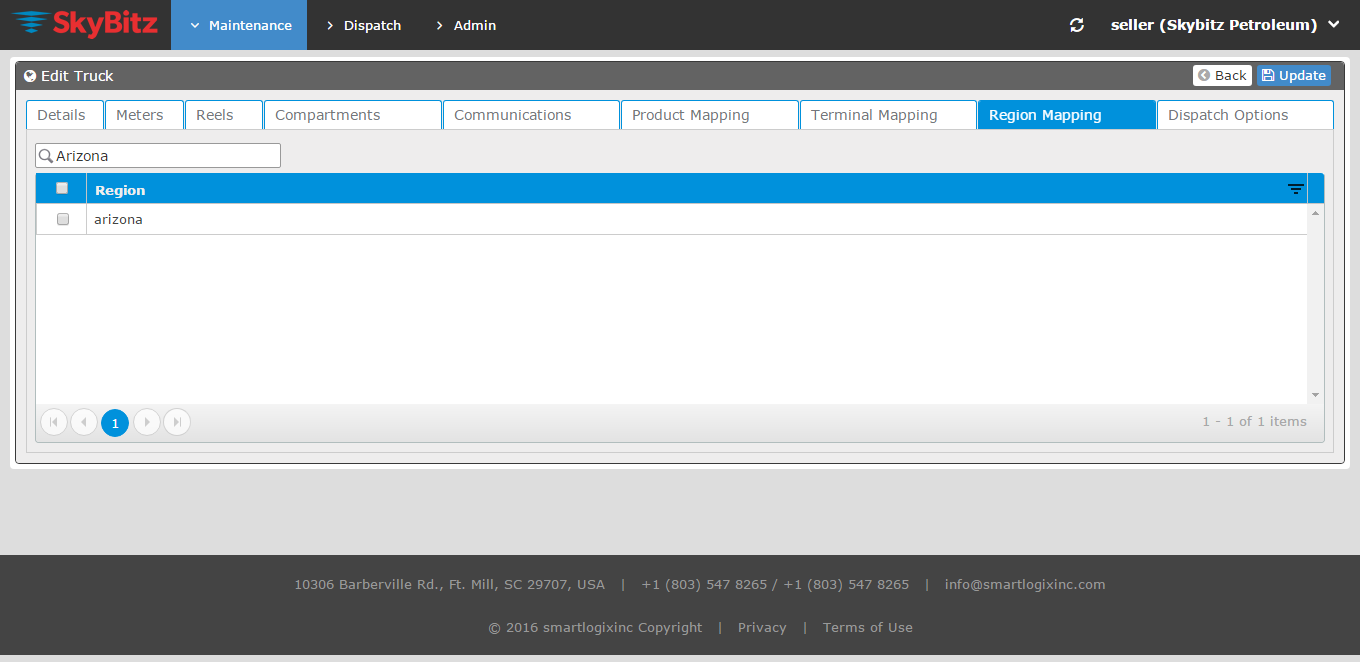 SkyBitz Maintenance Dispatch Admin seller (Skybitz Petroleum)
Edit Truck Back Update
Details Meters Reels Compartments Communications Product Mapping Terminal Mapping Region Mapping Dispatch Options
Arizona
Region
arizona
1 1 - 1 of 1 items
10306 Barberville Rd., Ft. Mill, SC 29707, USA | +1 (803) 547 8265 / +1 (803) 547 8265 | info@smartlogixinc.com
© 2016 smartlogixinc Copyright | Privacy | Terms of Use